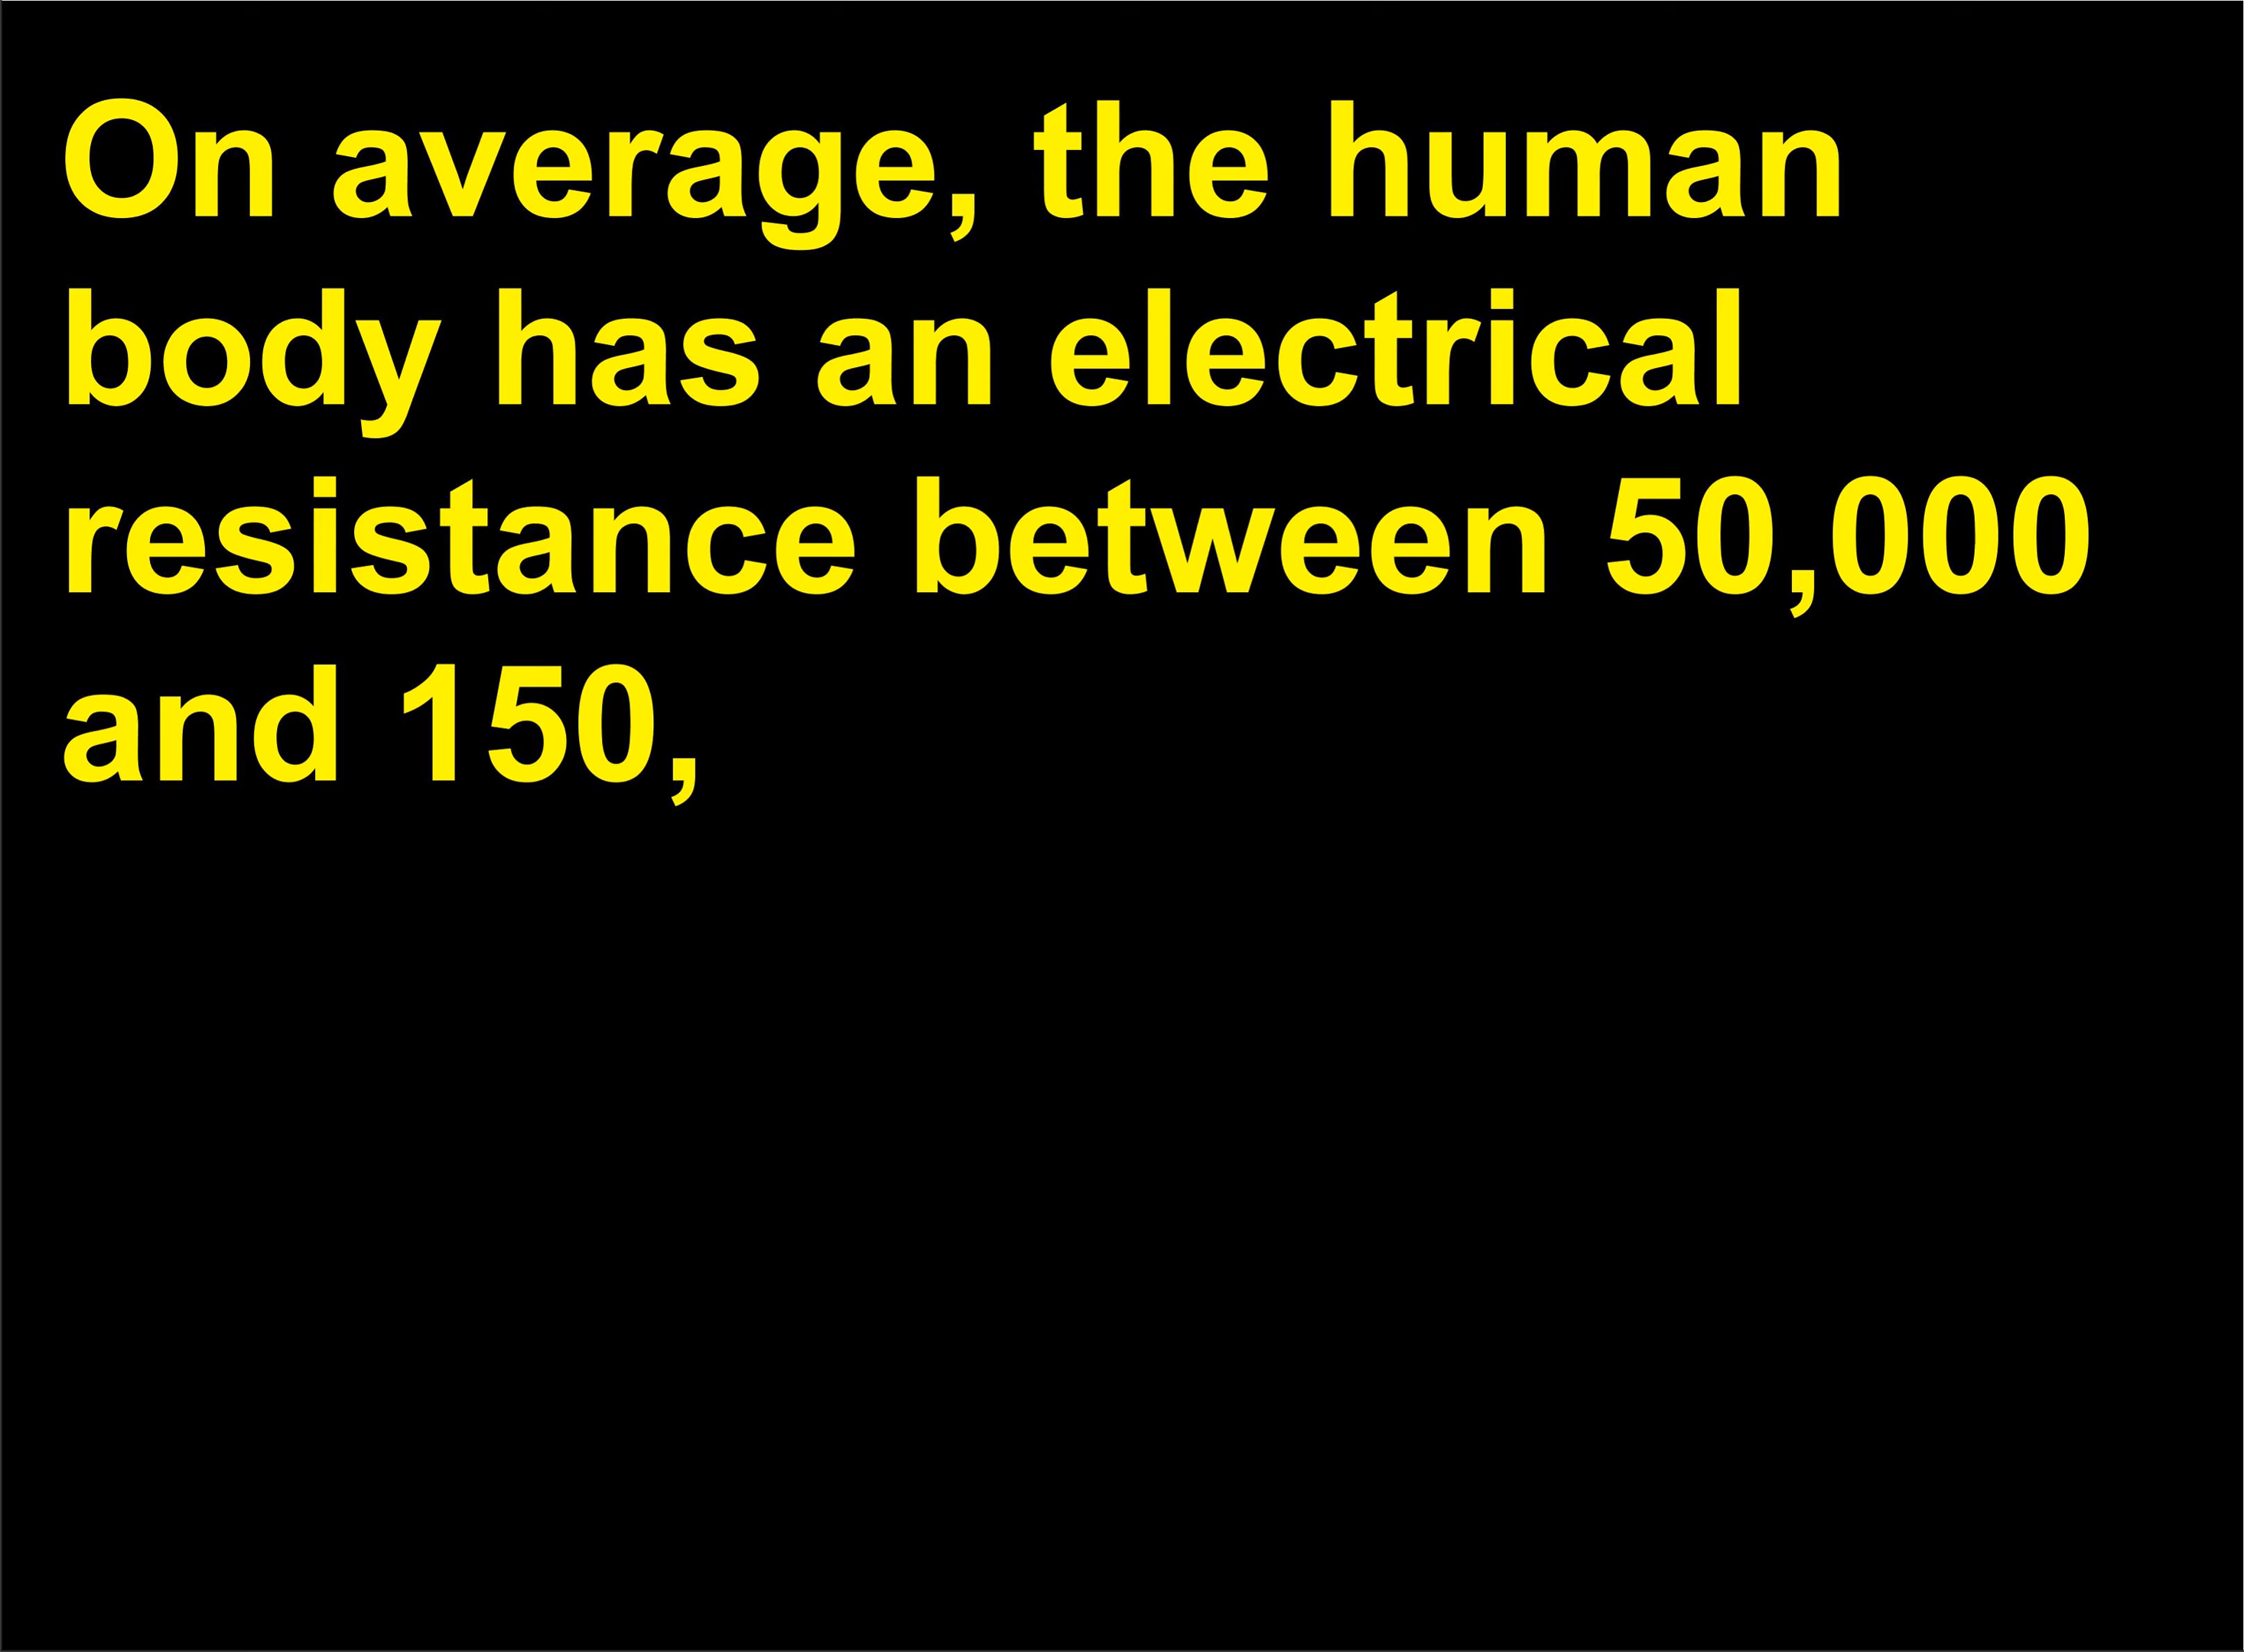 On average, the human
body has an electrical
resistance between 50,000
and 150,